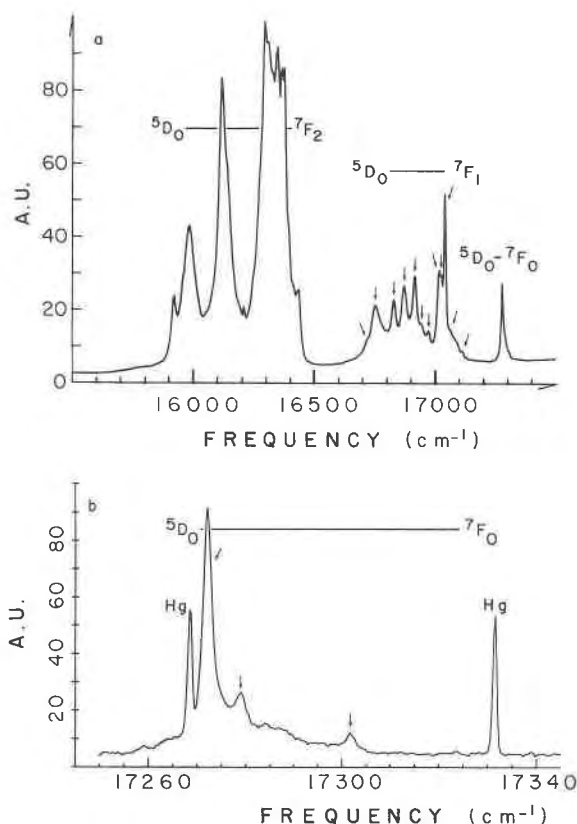 a
80
60
40
20
0
A.U.
⁵D₀ ⁷F₂
⁵D₀ ⁷F₁
⁵D₀-⁷F₀
16000 16500 17000
FREQUENCY (cm⁻¹)
b
80
60
40
20
A.U.
⁵D₀ ⁷F₀
Hg
Hg
17260 17300 17340
FREQUENCY (cm⁻¹)